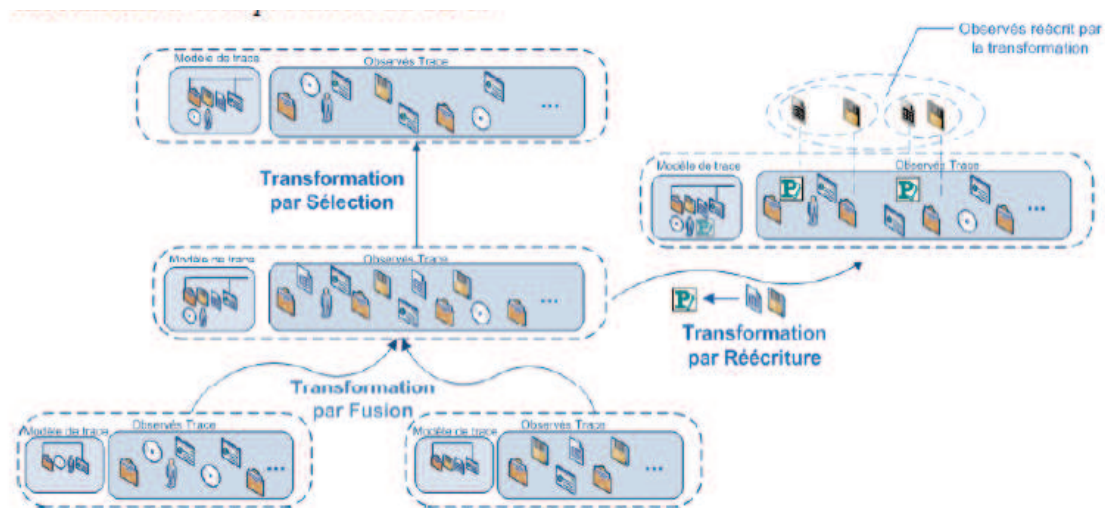 Observés réécrit par
la transformation
Modèle de trace
Observés Trace
...
Transformation
par Sélection
Modèle de trace
Observés Trace
P
P
...
P
Modèle de trace
Observés Trace
...
P
Transformation
par Réécriture
Transformation
par Fusion
Modèle de trace
Observés Trace
...
Modèle de trace
Observés Trace
...